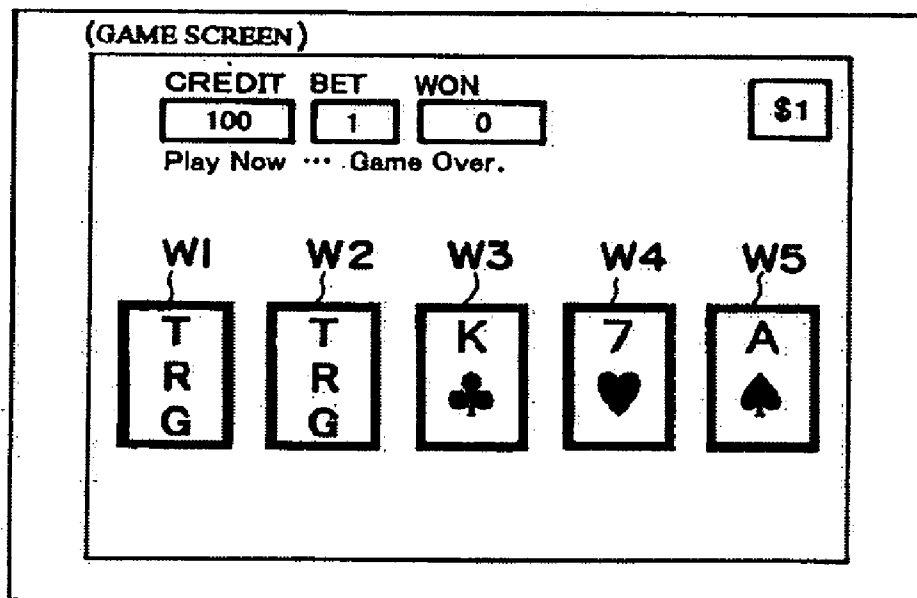 (GAME SCREEN)
CREDIT BET WON
100 1 0 $1
Play Now ··· Game Over.
W1 W2 W3 W4 W5
T T K 7 A
R R
G G